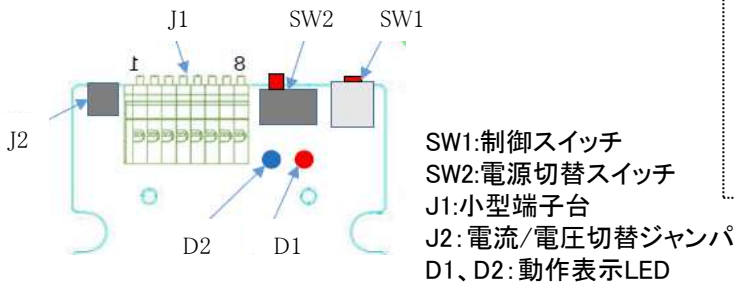 J1
SW2
SW1
1
8
J2
D2
D1
SW1:制御スイッチ
SW2:電源切替スイッチ
J1:小型端子台
J2:電流/電圧切替ジャンパ
D1、D2:動作表示LED